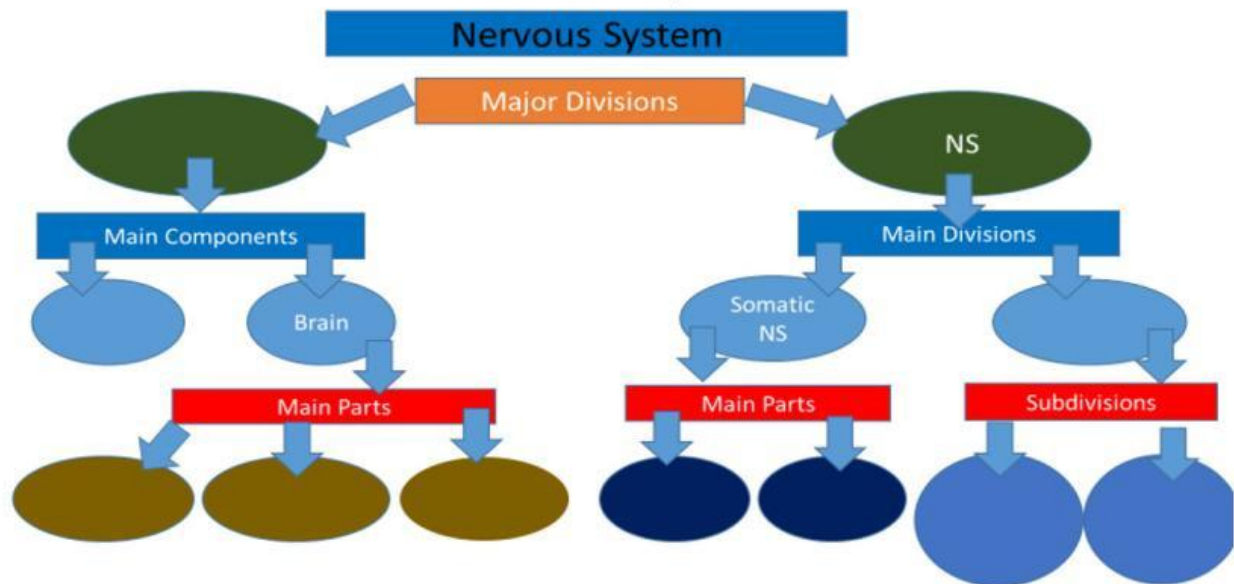 Nervous System
Major Divisions
NS
Main Components
Main Divisions
Brain
Somatic
NS
Main Parts
Main Parts
Subdivisions